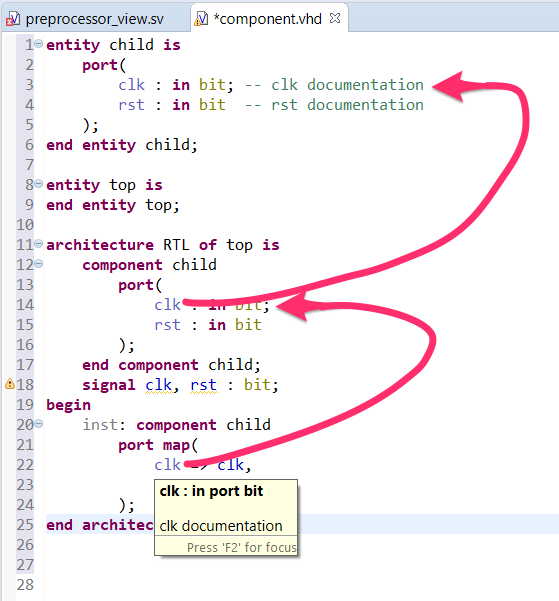 preprocessor_view.sv *component.vhd
1 entity child is
2 port(
3 clk : in bit; -- clk documentation
4 rst : in bit -- rst documentation
5 );
6 end entity child;
7
8 entity top is
9 end entity top;
10
11 architecture RTL of top is
12 component child
13 port(
14 clk : in bit;
15 rst : in bit
16 );
17 end component child;
18 signal clk, rst : bit;
19 begin
20 inst: component child
21 port map(
22 clk => clk,
23
clk : in port bit
24 );
25 end architec
clk documentation
26
Press 'F2' for focus
27
28